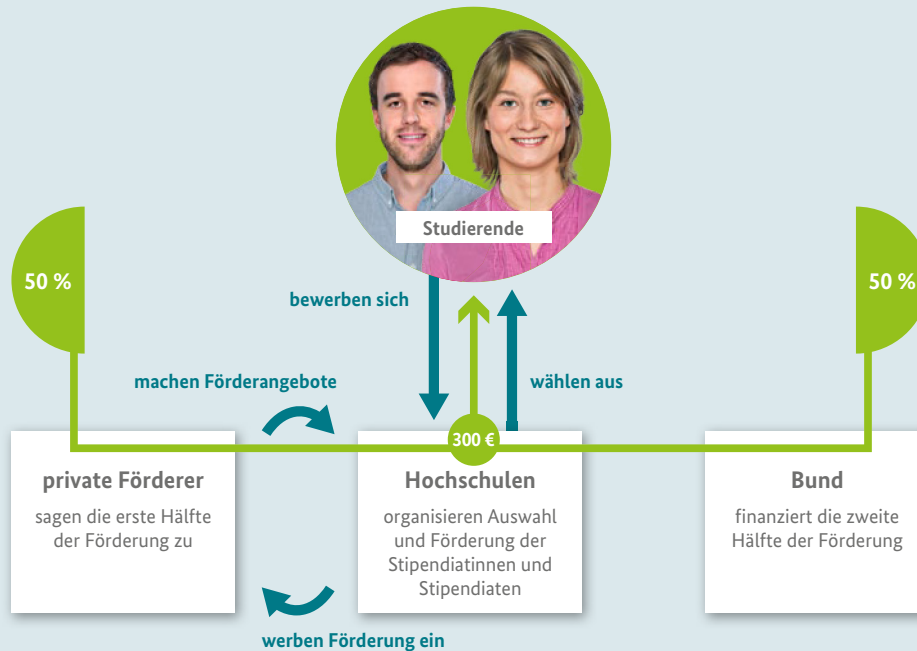 Studierende
50 %
50 %
bewerben sich
machen Förderangebote
wählen aus
300 €
private Förderer
sagen die erste Hälfte
der Förderung zu
Hochschulen
organisieren Auswahl
und Förderung der
Stipendiatinnen und
Stipendiaten
Bund
finanziert die zweite
Hälfte der Förderung
werben Förderung ein